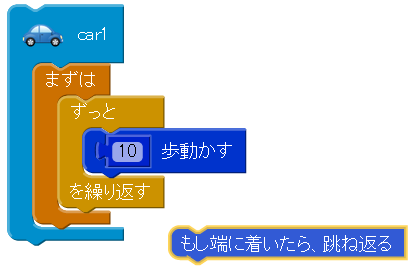 car1
まずは
ずっと
10 歩動かす
を繰り返す
もし端に着いたら、跳ね返る